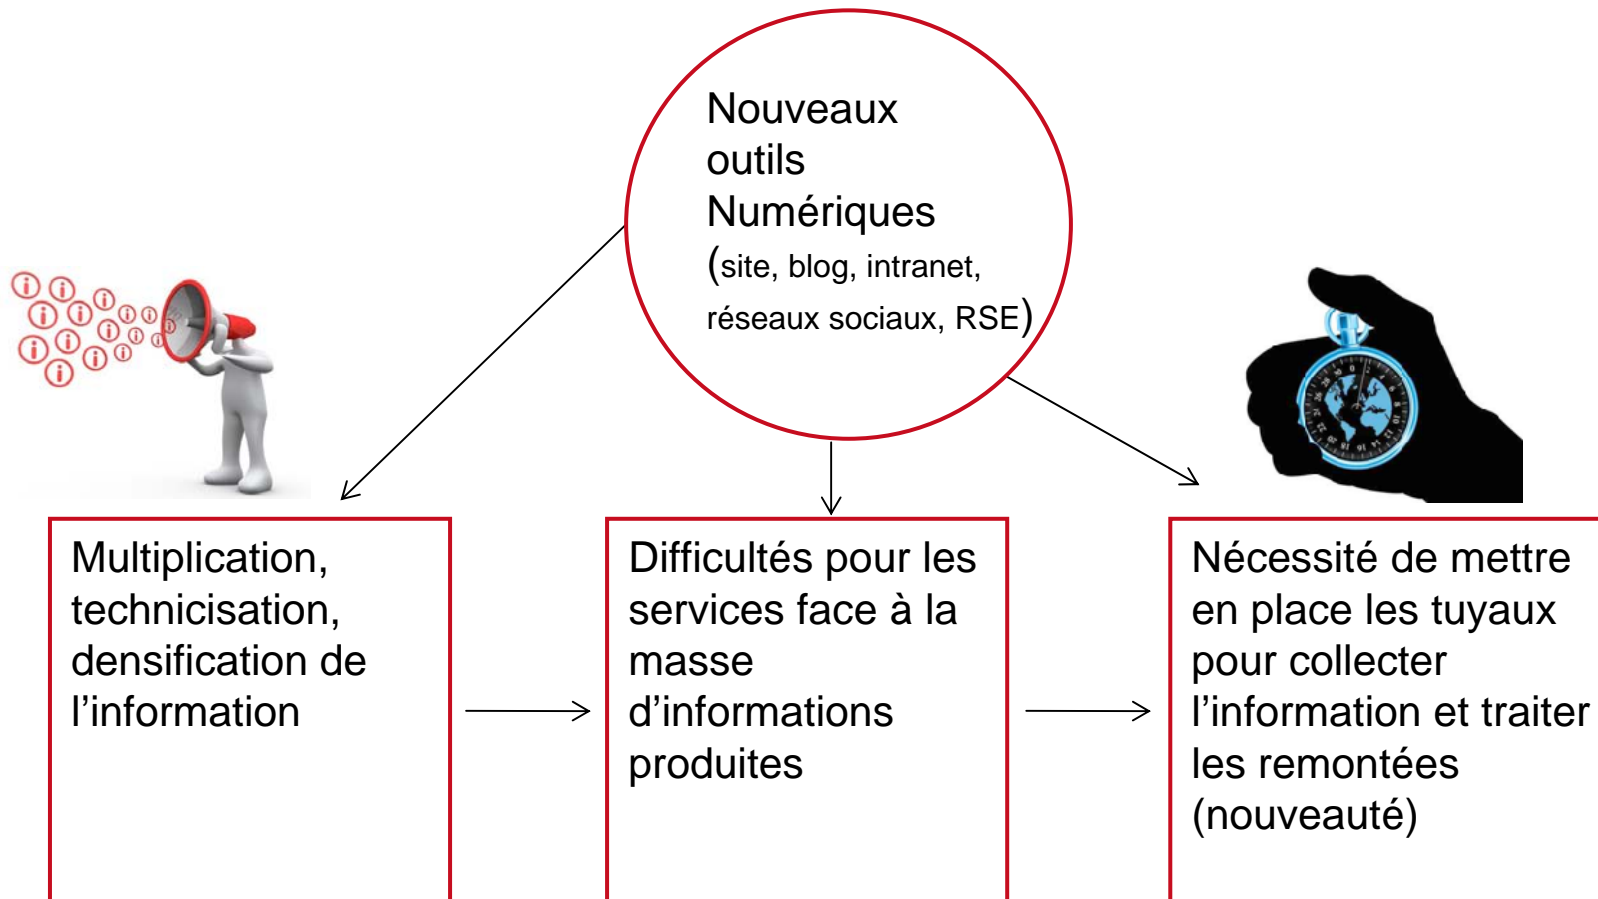 Nouveaux
outils
Numériques
(site, blog, intranet,
réseaux sociaux, RSE)
Multiplication,
technicisation,
densification de
l’information
Difficultés pour les
services face à la
masse
d’informations
produites
Nécessité de mettre
en place les tuyaux
pour collecter
l’information et traiter
les remontées
(nouveauté)